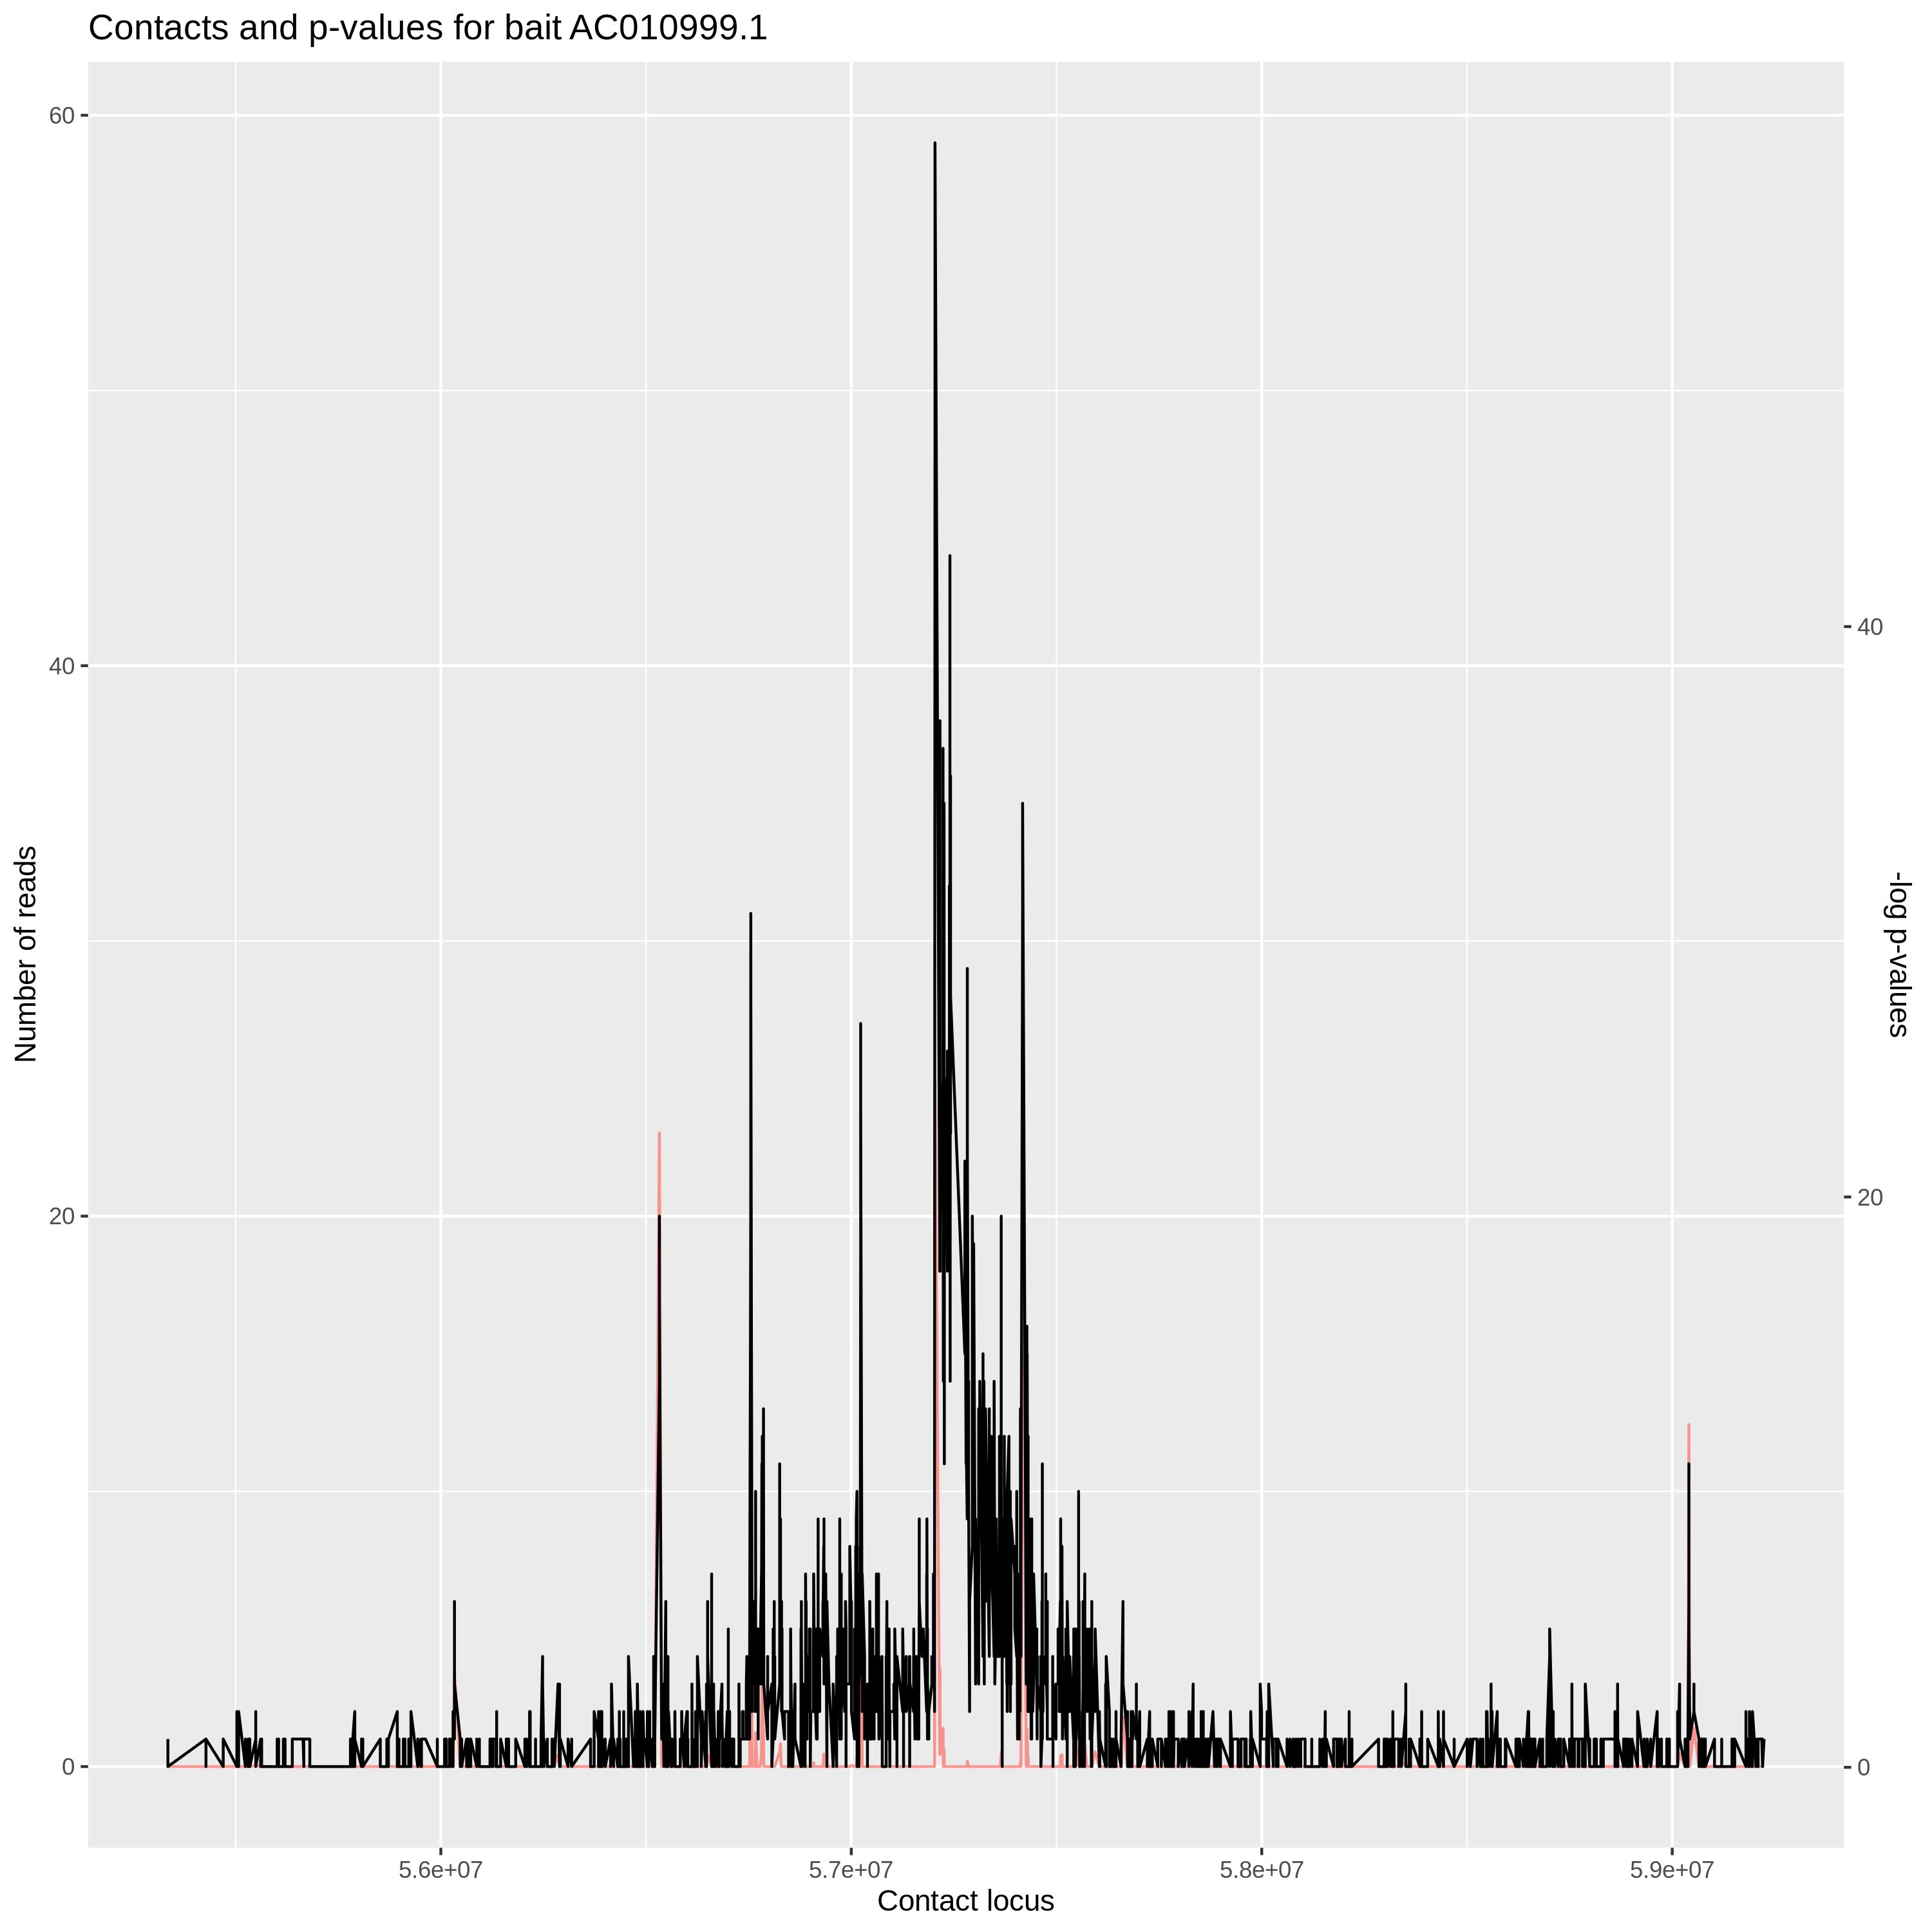 Contacts and p-values for bait AC010999.1
60
40
20
0
Number of reads
40
20
0
-log p-values
5.6e+07 5.7e+07 5.8e+07 5.9e+07
Contact locus